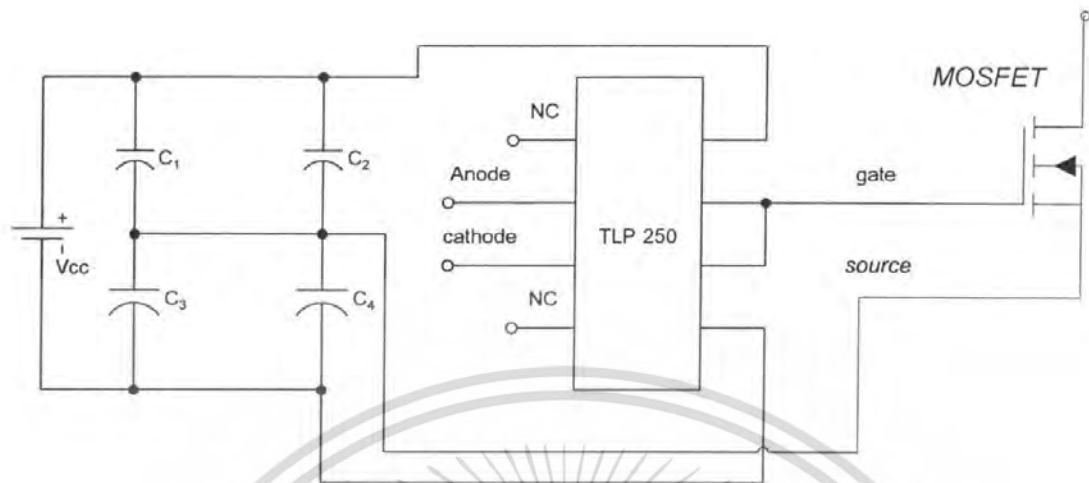 MOSFET
NC
C1
C2
Anode
gate
cathode
TLP 250
+
-
Vcc
source
C3
C4
NC